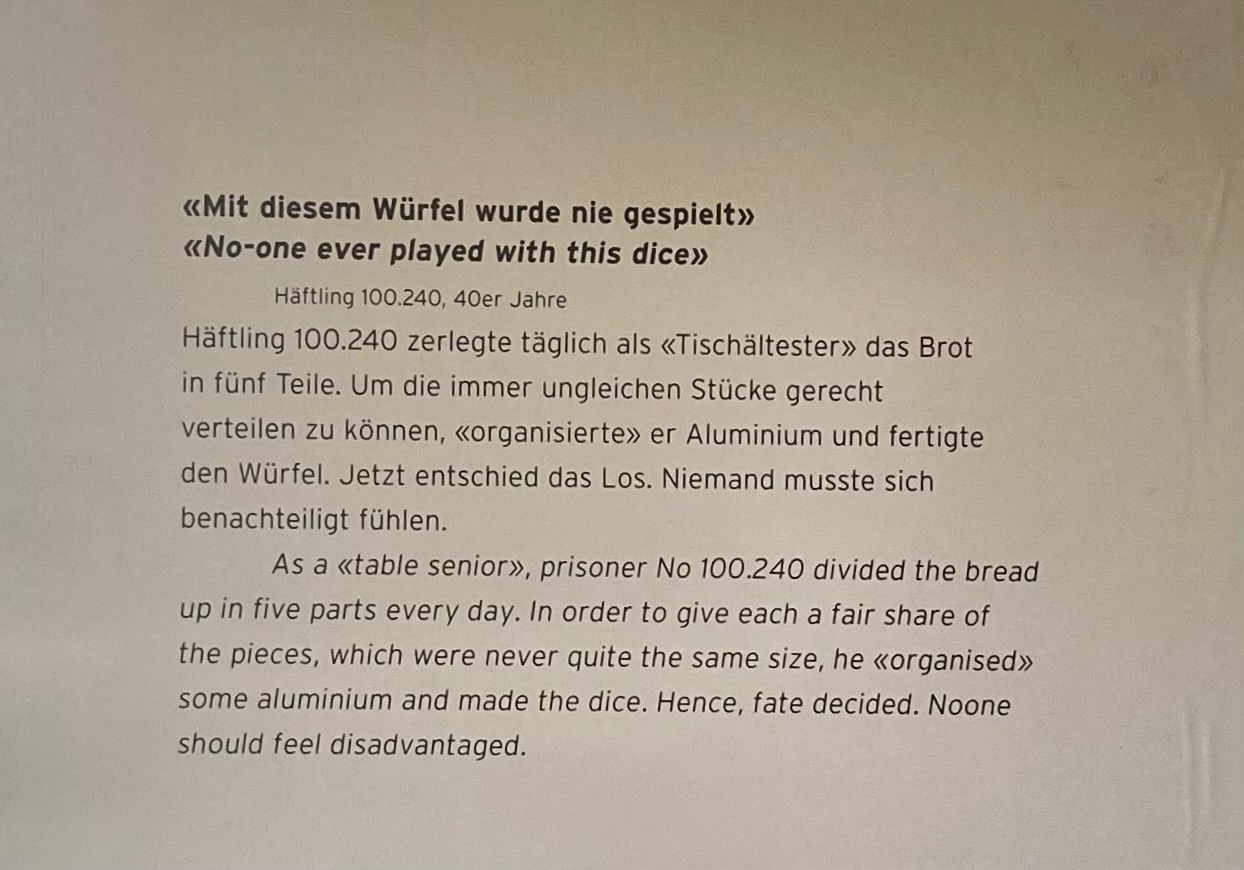 «Mit diesem Würfel wurde nie gespielt»
«No-one ever played with this dice»
Häftling 100.240, 40er Jahre
Häftling 100.240 zerlegte täglich als «Tischältester» das Brot
in fünf Teile. Um die immer ungleichen Stücke gerecht
verteilen zu können, «organisierte» er Aluminium und fertigte
den Würfel. Jetzt entschied das Los. Niemand musste sich
benachteiligt fühlen.
As a «table senior», prisoner No 100.240 divided the bread
up in five parts every day. In order to give each a fair share of
the pieces, which were never quite the same size, he «organised»
some aluminium and made the dice. Hence, fate decided. Noone
should feel disadvantaged.